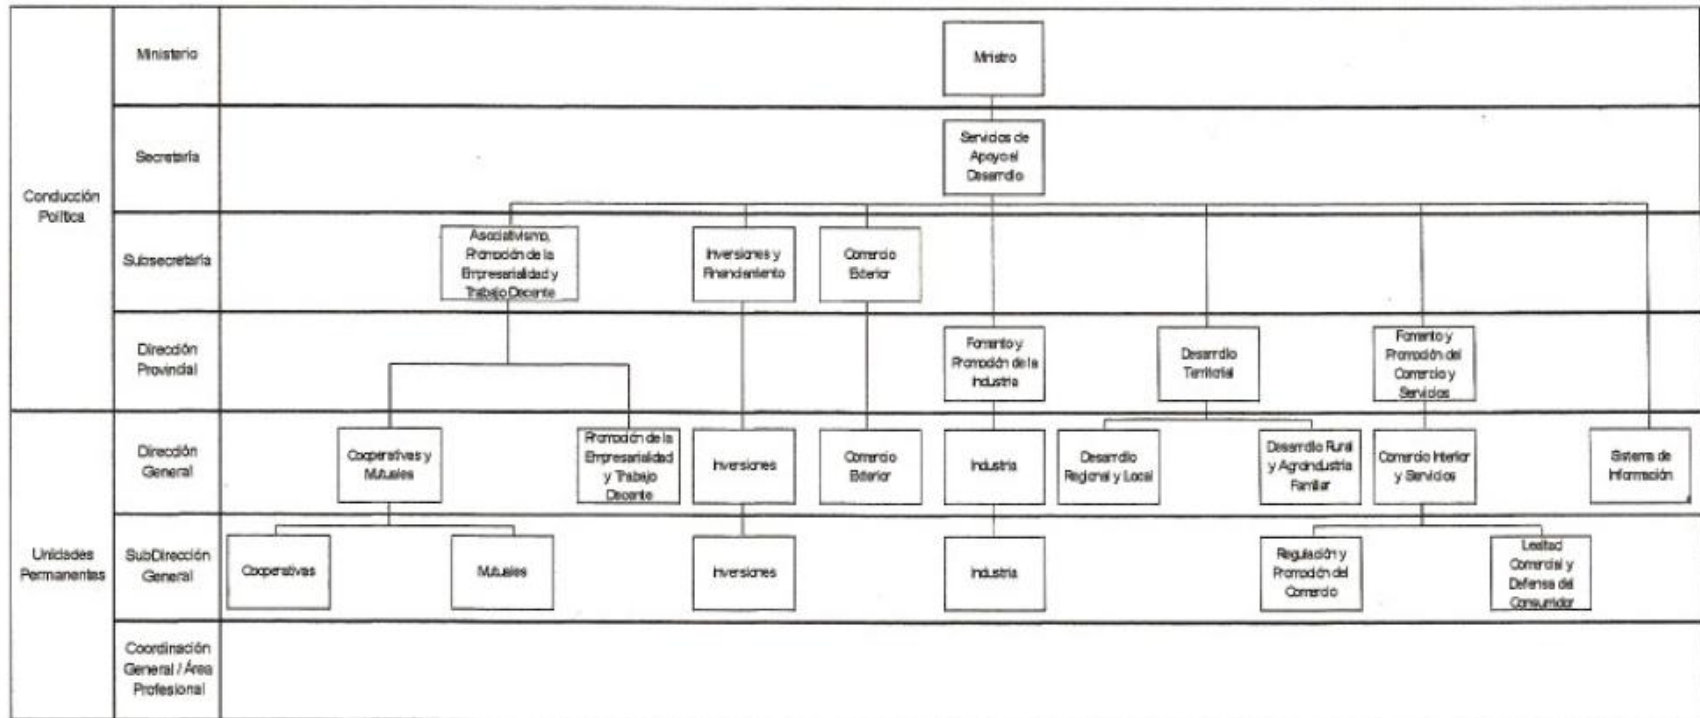 Ministerio
Ministro
Secretaría
Servicios de
Apoyo al
Desarrollo
Conducción
Política
Subsecretaría
Asociativismo,
Promoción de la
Empresarialidad y
Trabajo Decente
Inversiones y
Financiamiento
Comercio
Exterior
Dirección
Provincial
Fomento y
Promoción de la
Industria
Desarrollo
Territorial
Fomento y
Promoción del
Comercio y
Servicios
Dirección
General
Cooperativas y
Mutuales
Promoción de la
Empresarialidad
y Trabajo
Decente
Inversiones
Comercio
Exterior
Industria
Desarrollo
Regional y Local
Desarrollo Rural
y Agroindustria
Familiar
Comercio Interior
y Servicios
Sistema de
Información
Unidades
Permanentes
SubDirección
General
Cooperativas
Mutuales
Inversiones
Industria
Regulación y
Promoción del
Comercio
Lealtad
Comercial y
Defensa del
Consumidor
Coordinación
General / Área
Profesional